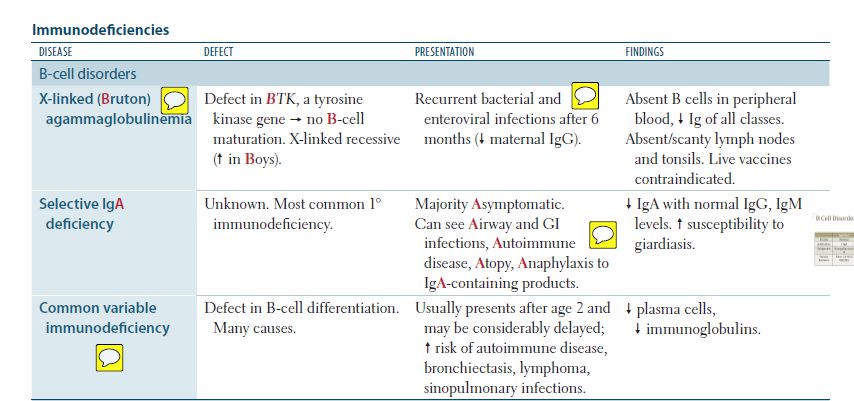 Immunodeficiencies
DISEASE DEFECT PRESENTATION FINDINGS
B-cell disorders
X-linked (Bruton)
agammaglobulinemia
Defect in BTK, a tyrosine
kinase gene → no B-cell
maturation. X-linked recessive
(↑ in Boys).
Recurrent bacterial and
enteroviral infections after 6
months (↓ maternal IgG).
Absent B cells in peripheral
blood, ↓ Ig of all classes.
Absent/scanty lymph nodes
and tonsils. Live vaccines
contraindicated.
Selective IgA
deficiency
Unknown. Most common 1°
immunodeficiency.
Majority Asymptomatic.
Can see Airway and GI
infections, Autoimmune
disease, Atopy, Anaphylaxis to
IgA-containing products.
↓ IgA with normal IgG, IgM
levels. ↑ susceptibility to
giardiasis.
B Cell Disorde
Common variable
immunodeficiency
Defect in B-cell differentiation.
Many causes.
Usually presents after age 2 and
may be considerably delayed;
↑ risk of autoimmune disease,
bronchiectasis, lymphoma,
sinopulmonary infections.
↓ plasma cells,
↓ immunoglobulins.